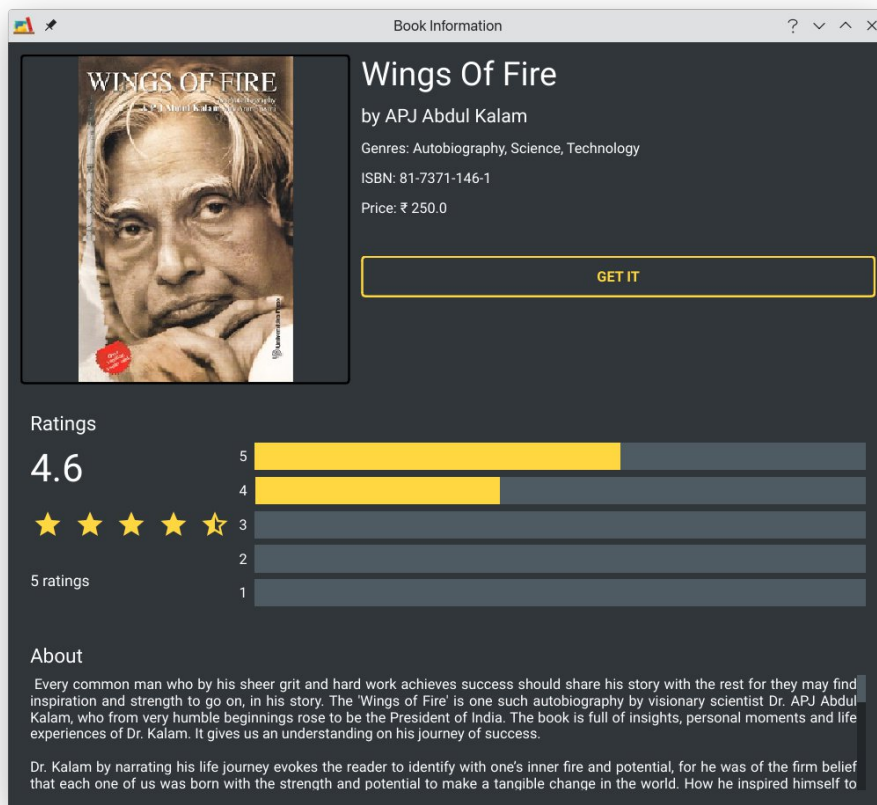 Book Information
WINGS OF FIRE
Wings Of Fire
by APJ Abdul Kalam
Genres: Autobiography, Science, Technology
ISBN: 81-7371-146-1
Price: ₹ 250.0
GET IT
Ratings
4.6
5 ratings
5
4
3
2
1
About
Every common man who by his sheer grit and hard work achieves success should share his story with the rest for they may find
inspiration and strength to go on, in his story. The 'Wings of Fire' is one such autobiography by visionary scientist Dr. APJ Abdul
Kalam, who from very humble beginnings rose to be the President of India. The book is full of insights, personal moments and life
experiences of Dr. Kalam. It gives us an understanding on his journey of success.
Dr. Kalam by narrating his life journey evokes the reader to identify with one’s inner fire and potential, for he was of the firm belief
that each one of us was born with the strength and potential to make a tangible change in the world. How he inspired himself to